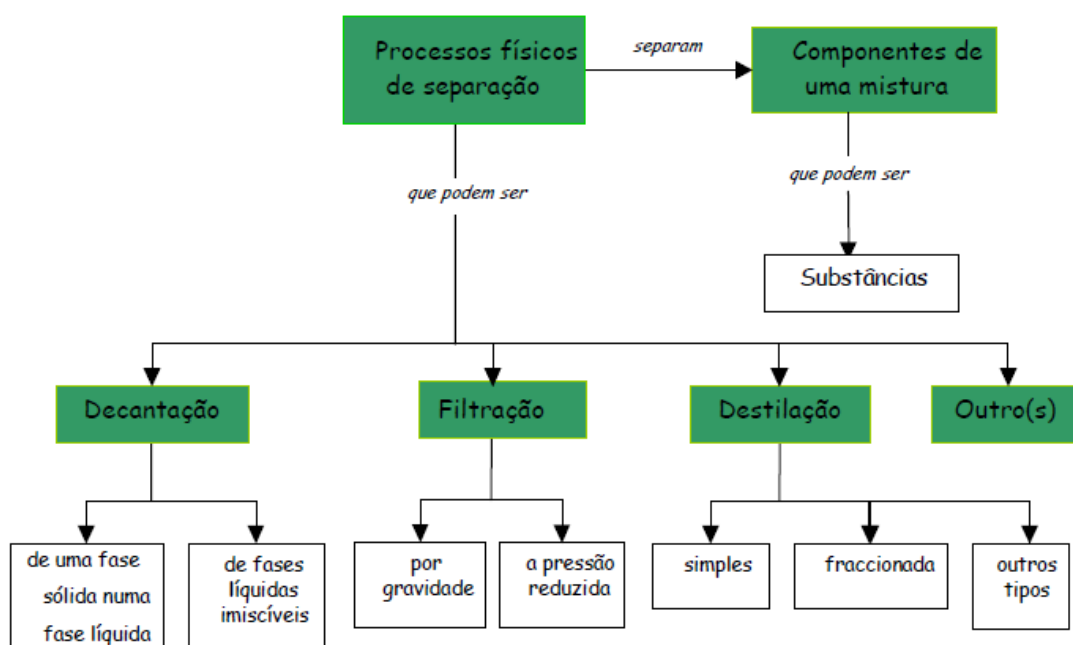 Processos físicos
de separação
separam
Componentes de
uma mistura
que podem ser
que podem ser
Substâncias
Decantação
Filtração
Destilação
Outro(s)
de uma fase
sólida numa
fase líquida
de fases
líquidas
imiscíveis
por
gravidade
a pressão
reduzida
simples
fraccionada
outros
tipos